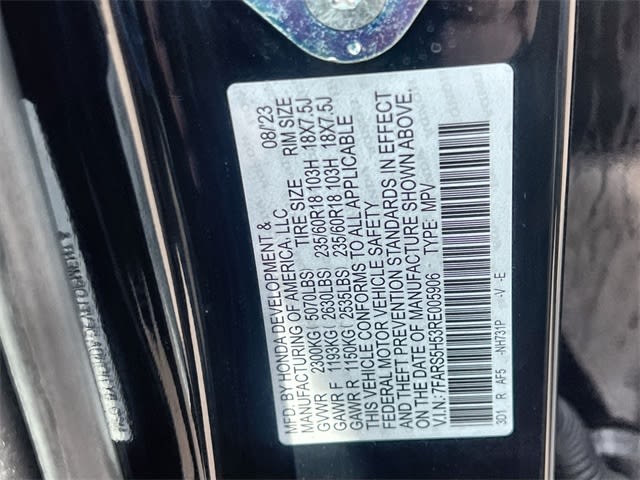 MFD. BY HONDA DEVELOPMENT & 08/'23
MANUFACTURING OF AMERICA, LLC
TIRE SIZE RIM SIZE
GVWR 2300KG( 5070LBS)
GAWR F 1193KG( 2630LBS) 235/60R18 103H 18X7.5J
GAWR R 1150KG( 2535LBS) 235/60R18 103H 18X7.5J
THIS VEHICLE CONFORMS TO ALL APPLICABLE
FEDERAL MOTOR VEHICLE SAFETY
AND THEFT PREVENTION STANDARDS IN EFFECT
ON THE DATE OF MANUFACTURE SHOWN ABOVE.
V.I.N.: 7FARS5H53RE005906 TYPE: MPV
301 R AF5 -NH731P -V -E